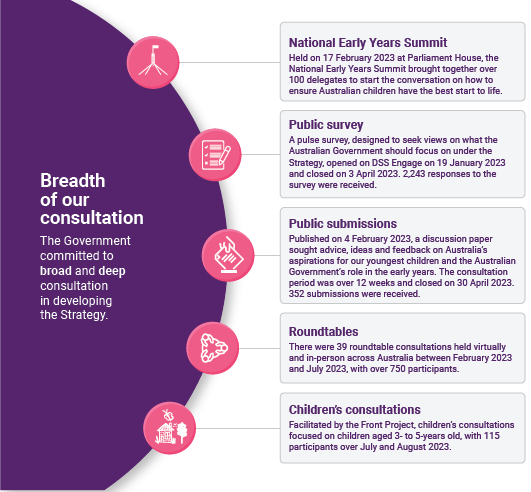 Breadth
of our
consultation
The Government
committed to
broad and deep
consultation
in developing
the Strategy.
National Early Years Summit
Held on 17 February 2023 at Parliament House, the
National Early Years Summit brought together over
100 delegates to start the conversation on how to
ensure Australian children have the best start to life.
Public survey
A pulse survey, designed to seek views on what the
Australian Government should focus on under the
Strategy, opened on DSS Engage on 19 January 2023
and closed on 3 April 2023. 2,243 responses to the
survey were received.
Public submissions
Published on 4 February 2023, a discussion paper
sought advice, ideas and feedback on Australia's
aspirations for our youngest children and the Australian
Government's role in the early years. The consultation
period was over 12 weeks and closed on 30 April 2023.
352 submissions were received.
Roundtables
There were 39 roundtable consultations held virtually
and in-person across Australia between February 2023
and July 2023, with over 750 participants.
Children's consultations
Facilitated by the Front Project, children's consultations
focused on children aged 3- to 5-years old, with 115
participants over July and August 2023.